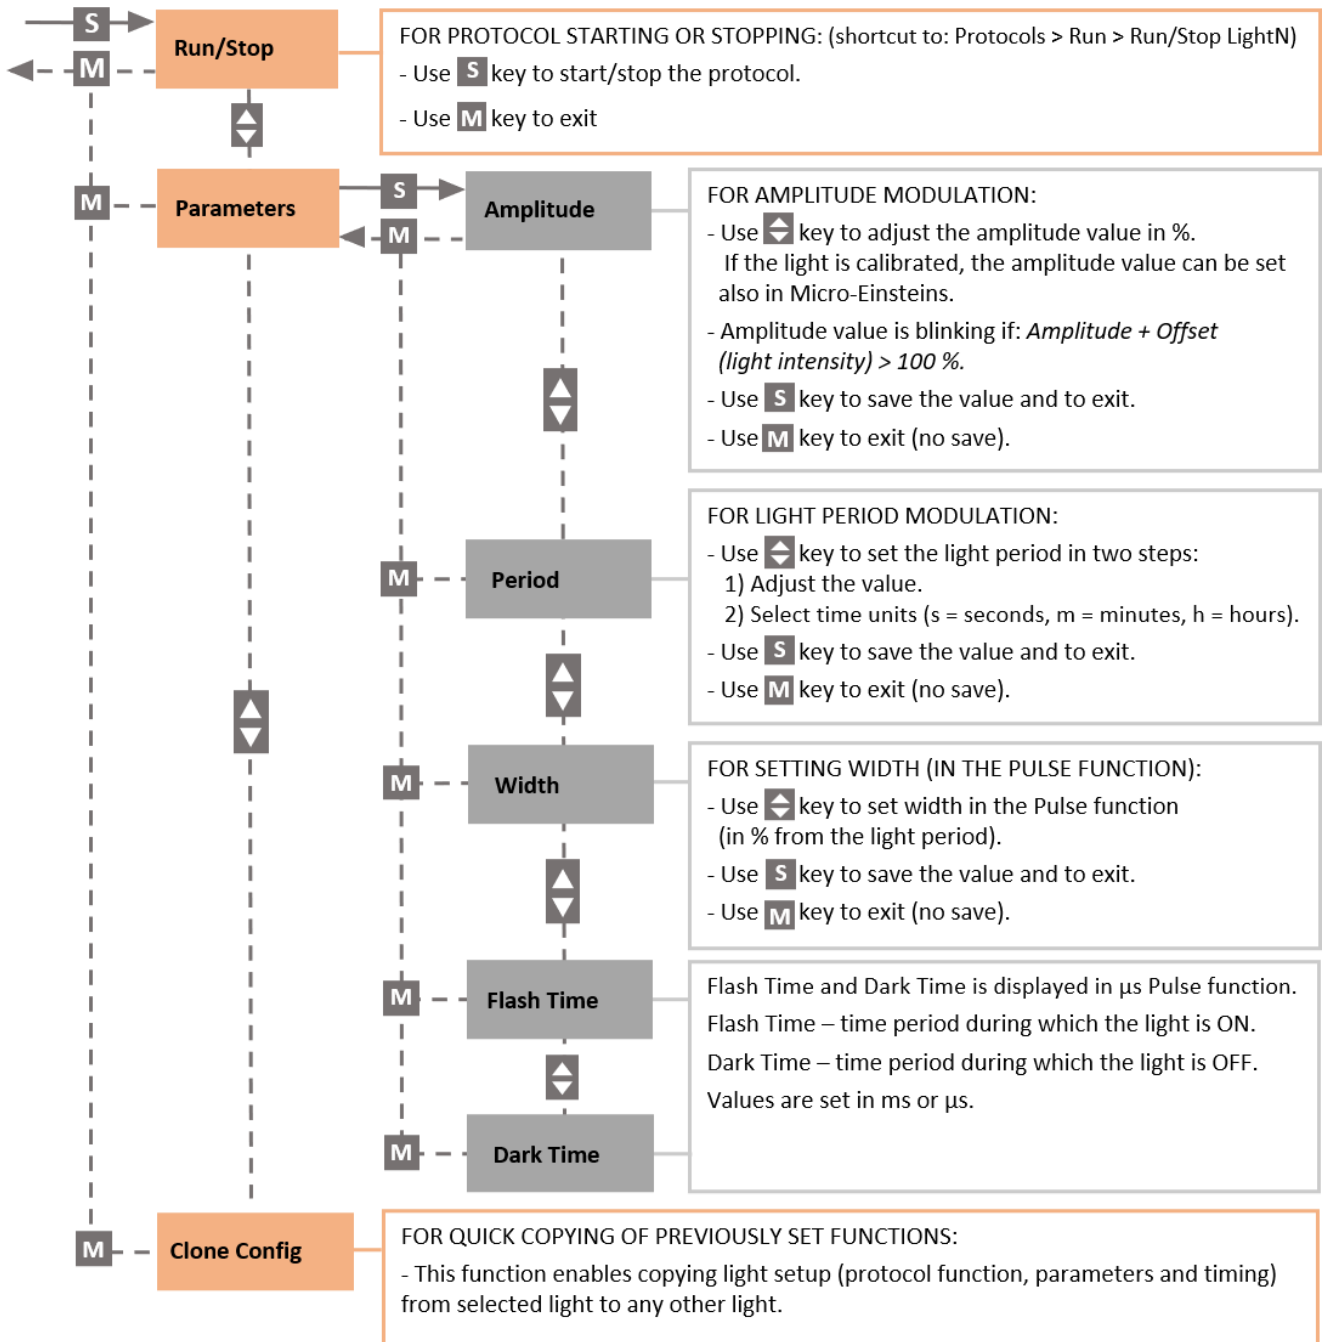 S
M
Run/Stop
FOR PROTOCOL STARTING OR STOPPING: (shortcut to: Protocols > Run > Run/Stop LightN)
- Use S key to start/stop the protocol.
- Use M key to exit
M
Parameters
S
M
Amplitude
FOR AMPLITUDE MODULATION:
- Use key to adjust the amplitude value in %.
If the light is calibrated, the amplitude value can be set
also in Micro-Einsteins.
- Amplitude value is blinking if: Amplitude + Offset
(light intensity) > 100 %.
- Use S key to save the value and to exit.
- Use M key to exit (no save).
M
Period
FOR LIGHT PERIOD MODULATION:
- Use key to set the light period in two steps:
1) Adjust the value.
2) Select time units (s = seconds, m = minutes, h = hours).
- Use S key to save the value and to exit.
- Use M key to exit (no save).
M
Width
FOR SETTING WIDTH (IN THE PULSE FUNCTION):
- Use key to set width in the Pulse function
(in % from the light period).
- Use S key to save the value and to exit.
- Use M key to exit (no save).
M
Flash Time
Flash Time and Dark Time is displayed in µs Pulse function.
Flash Time – time period during which the light is ON.
Dark Time – time period during which the light is OFF.
Values are set in ms or µs.
M
Dark Time
M
Clone Config
FOR QUICK COPYING OF PREVIOUSLY SET FUNCTIONS:
- This function enables copying light setup (protocol function, parameters and timing)
from selected light to any other light.